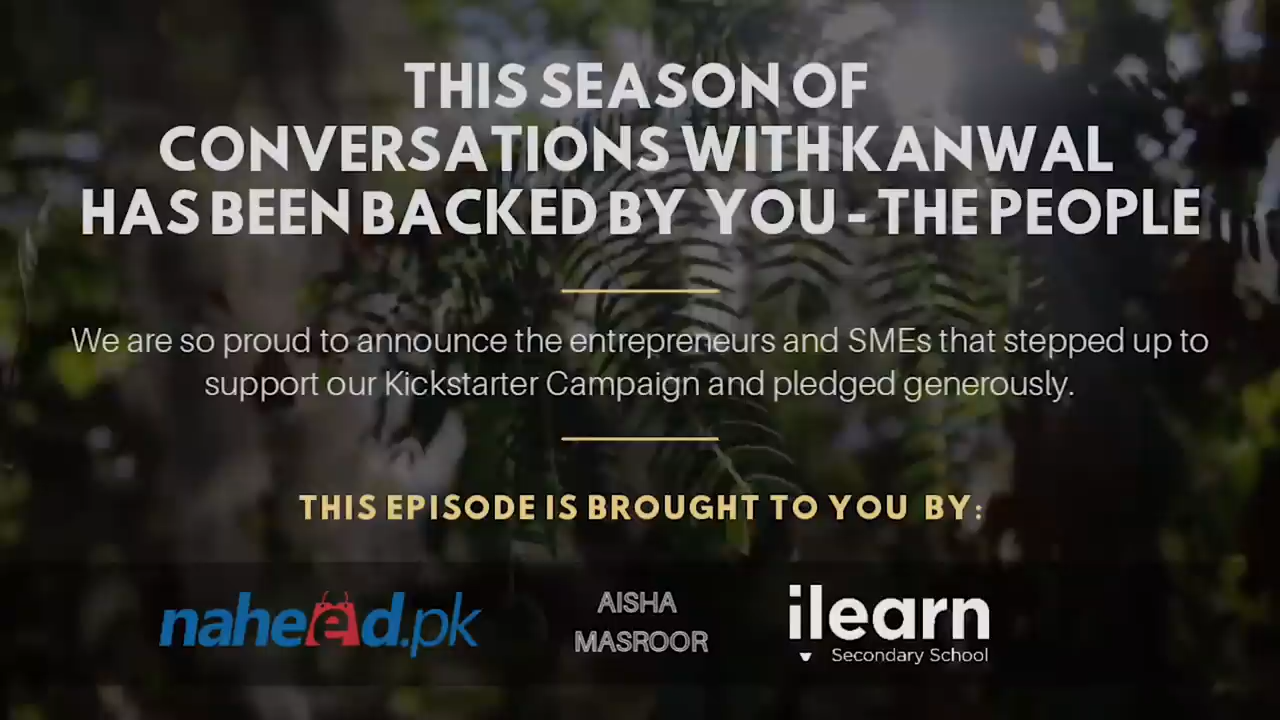 THIS SEASON OF
CONVERSATIONS WITH KANWAL
HAS BEEN BACKED BY YOU - THE PEOPLE
We are so proud to announce the entrepreneurs and SMEs that stepped up to
support our Kickstarter Campaign and pledged generously.
THIS EPISODE IS BROUGHT TO YOU BY:
naheed.pk
AISHA
MASROOR
ilearn
Secondary School